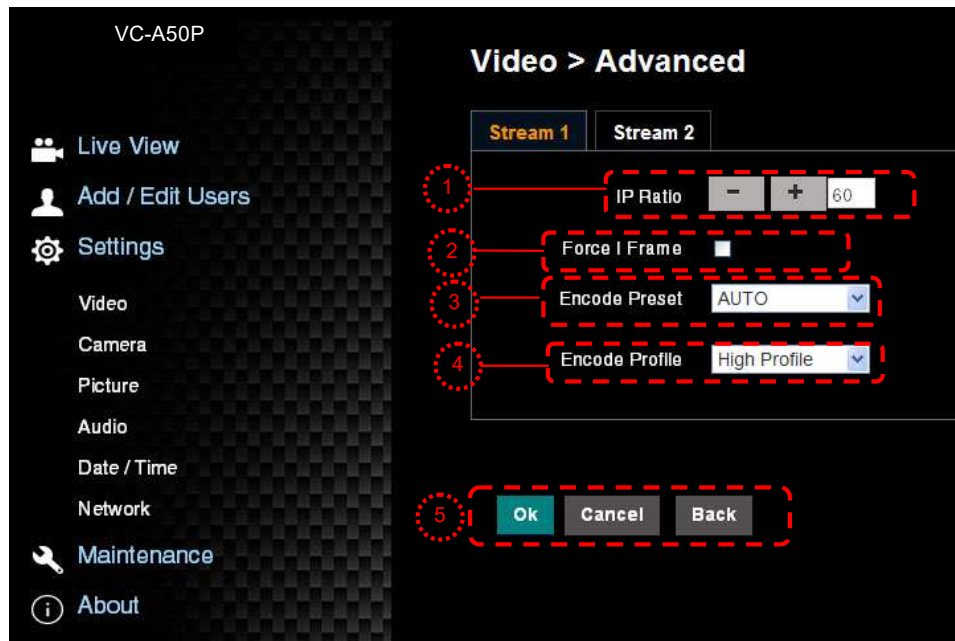 VC-A50P
Live View
Add / Edit Users
Settings
Video
Camera
Picture
Audio
Date / Time
Network
Maintenance
About
Video > Advanced
Stream 1 Stream 2
1 IP Ratio - + 60
2 Force I Frame
3 Encode Preset AUTO
4 Encode Profile High Profile
5 Ok Cancel Back